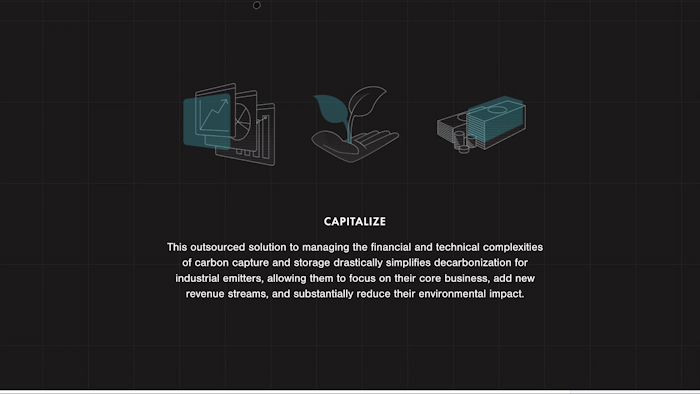 CAPITALIZE
This outsourced solution to managing the financial and technical complexities
of carbon capture and storage drastically simplifies decarbonization for
industrial emitters, allowing them to focus on their core business, add new
revenue streams, and substantially reduce their environmental impact.